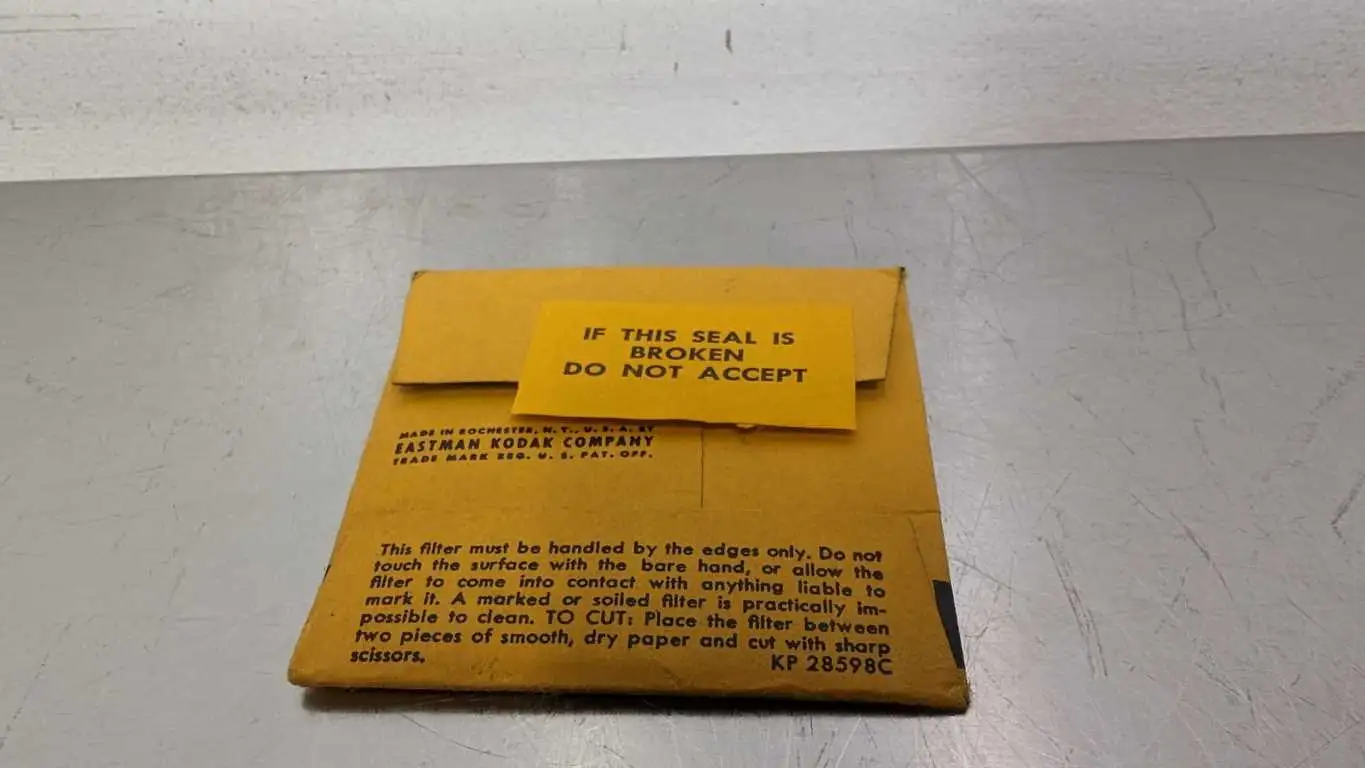 IF THIS SEAL IS
BROKEN
DO NOT ACCEPT
MADE IN ROCHESTER, N. Y., U. S. A. BY
EASTMAN KODAK COMPANY
TRADE MARK REG. U. S. PAT. OFF.
This filter must be handled by the edges only. Do not
touch the surface with the bare hand, or allow the
filter to come into contact with anything liable to
mark it. A marked or soiled filter is practically im-
possible to clean. TO CUT: Place the filter between
two pieces of smooth, dry paper and cut with sharp
scissors.
KP 28598C